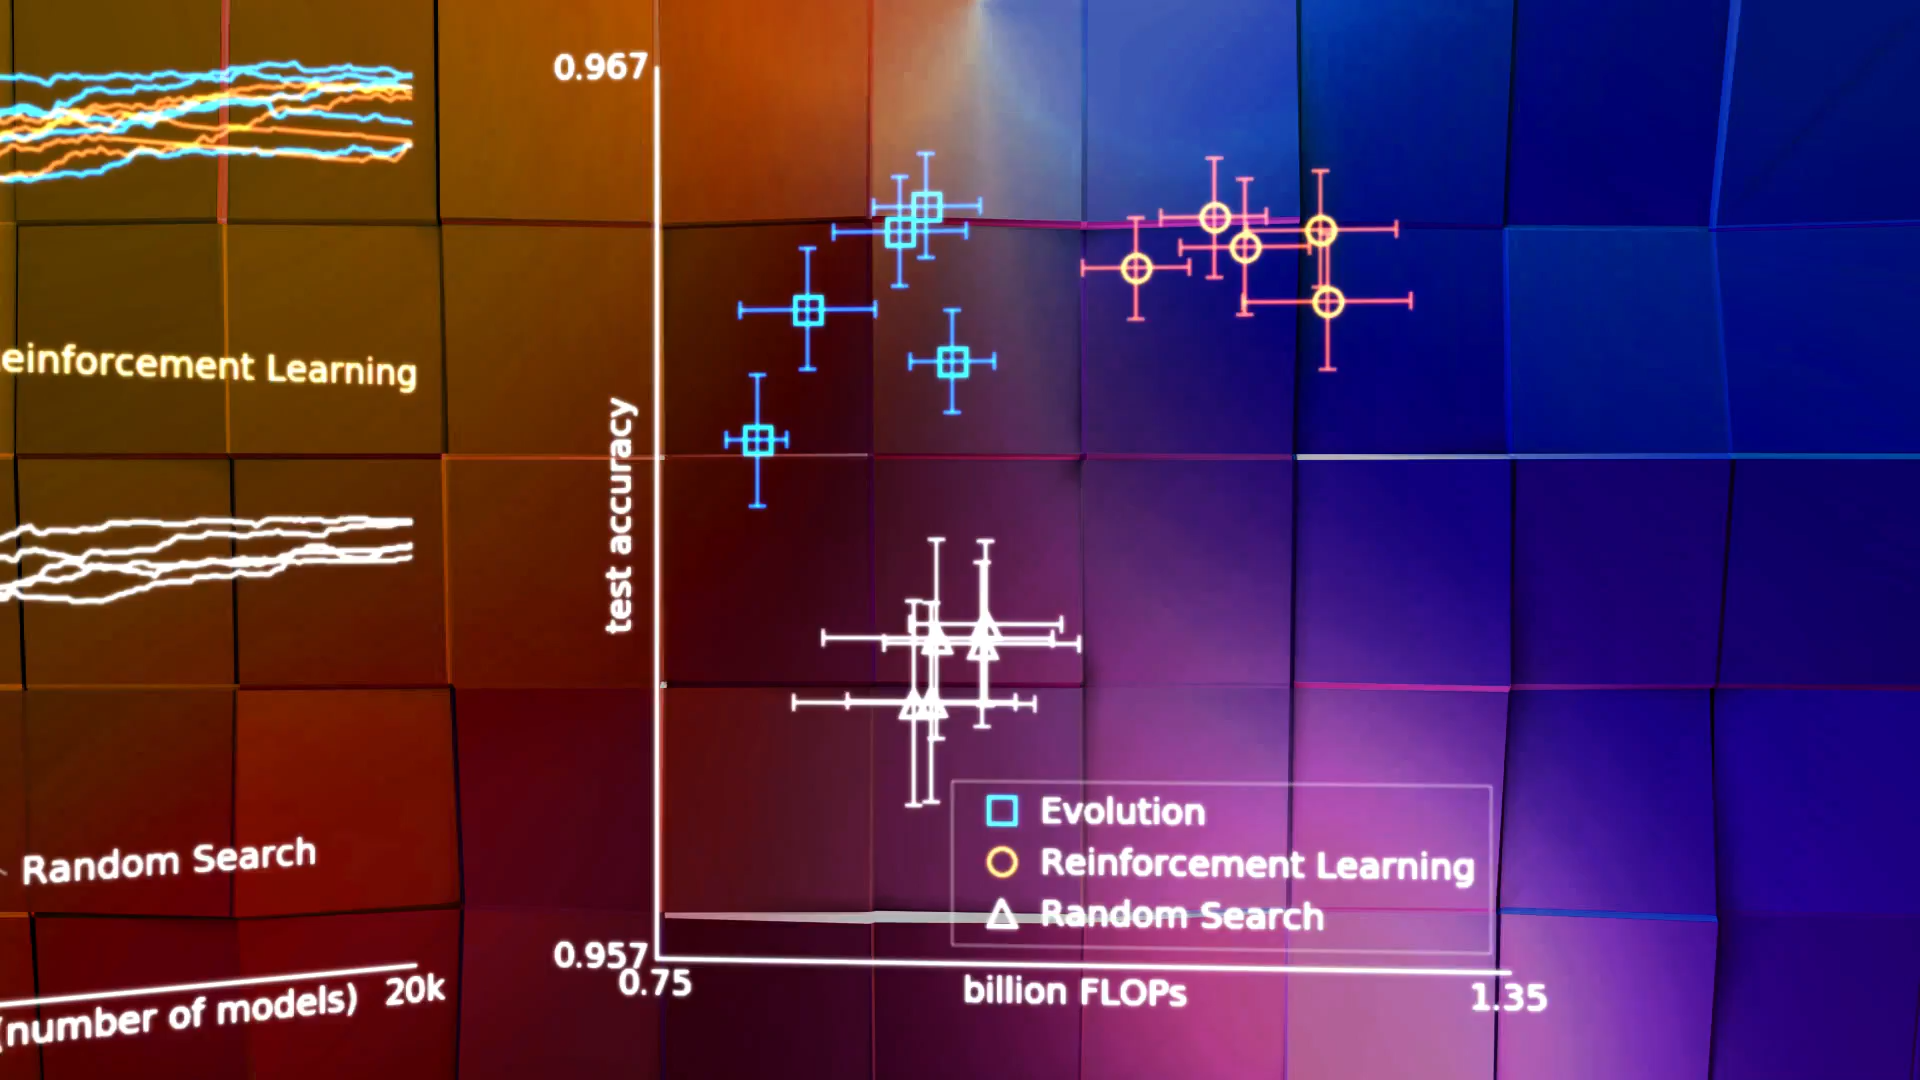 0.967
einforcement Learning
test accuracy
Random Search
Evolution
Reinforcement Learning
Random Search
0.957
0.75
billion FLOPs
1.35
20k
(number of models)